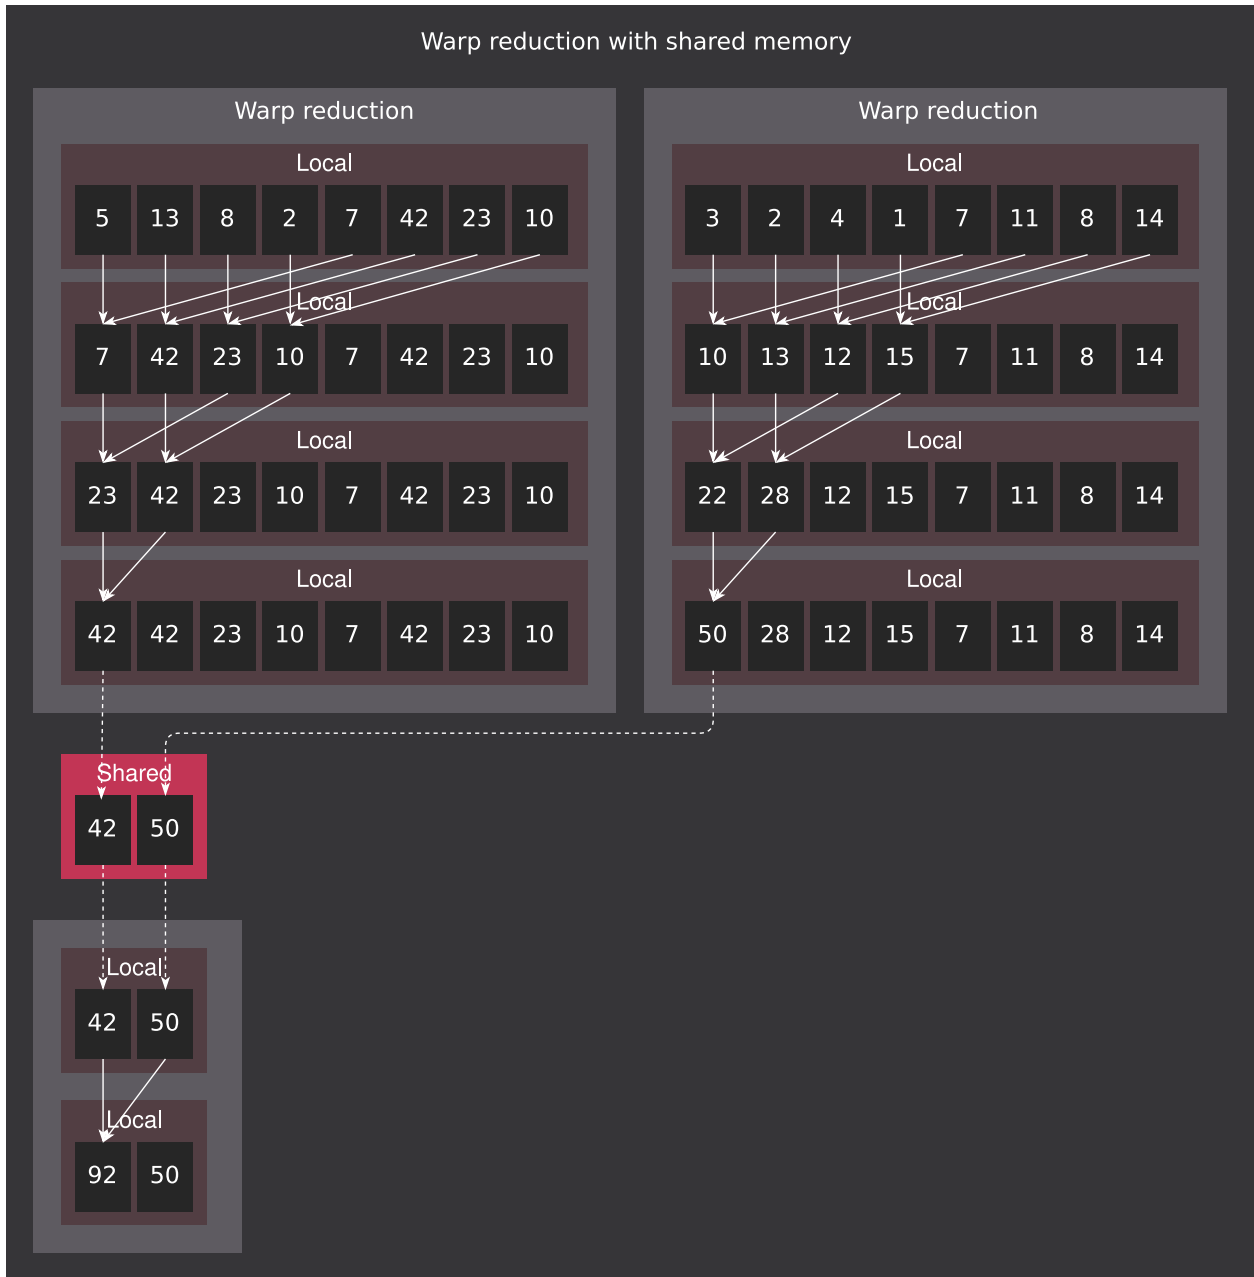 Warp reduction with shared memory
Warp reduction
Local
5 13 8 2 7 42 23 10
Local
7 42 23 10 7 42 23 10
Local
23 42 23 10 7 42 23 10
Local
42 42 23 10 7 42 23 10
Warp reduction
Local
3 2 4 1 7 11 8 14
Local
10 13 12 15 7 11 8 14
Local
22 28 12 15 7 11 8 14
Local
50 28 12 15 7 11 8 14
Shared
42 50
Local
42 50
Local
92 50